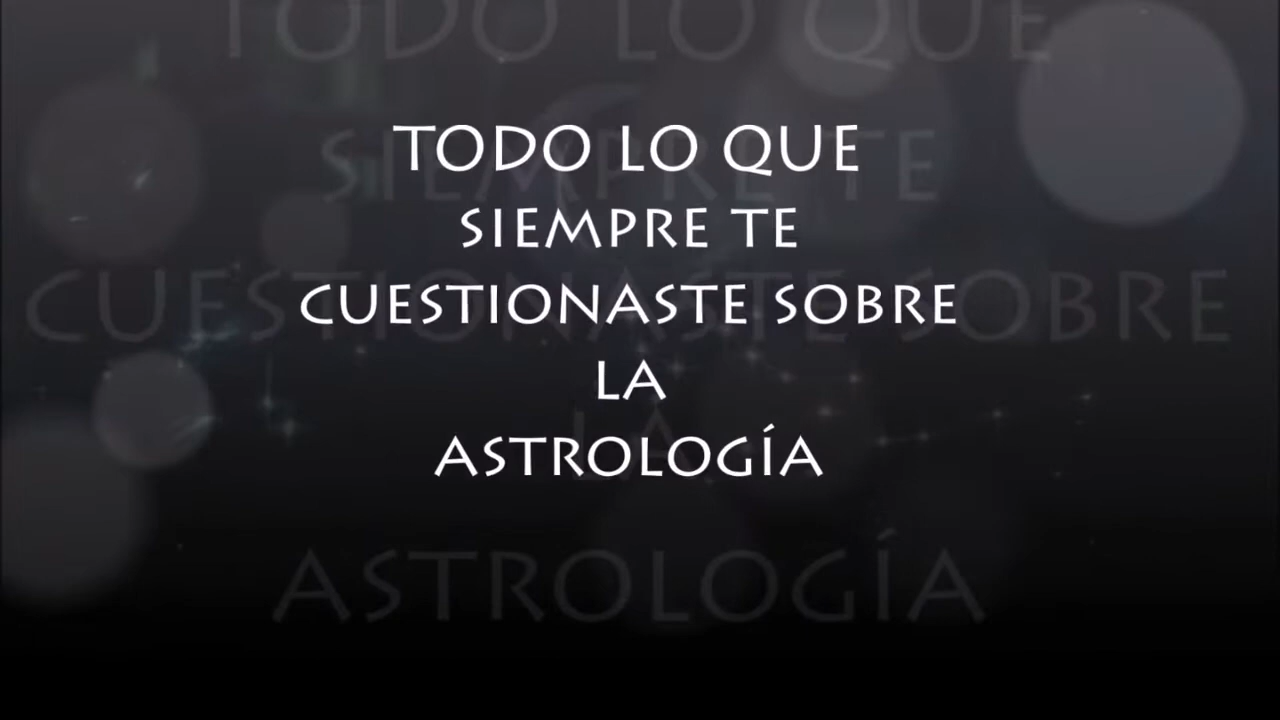 TODO LO QUE
SIEMPRE TE
CUESTIONASTE SOBRE
LA
ASTROLOGÍA